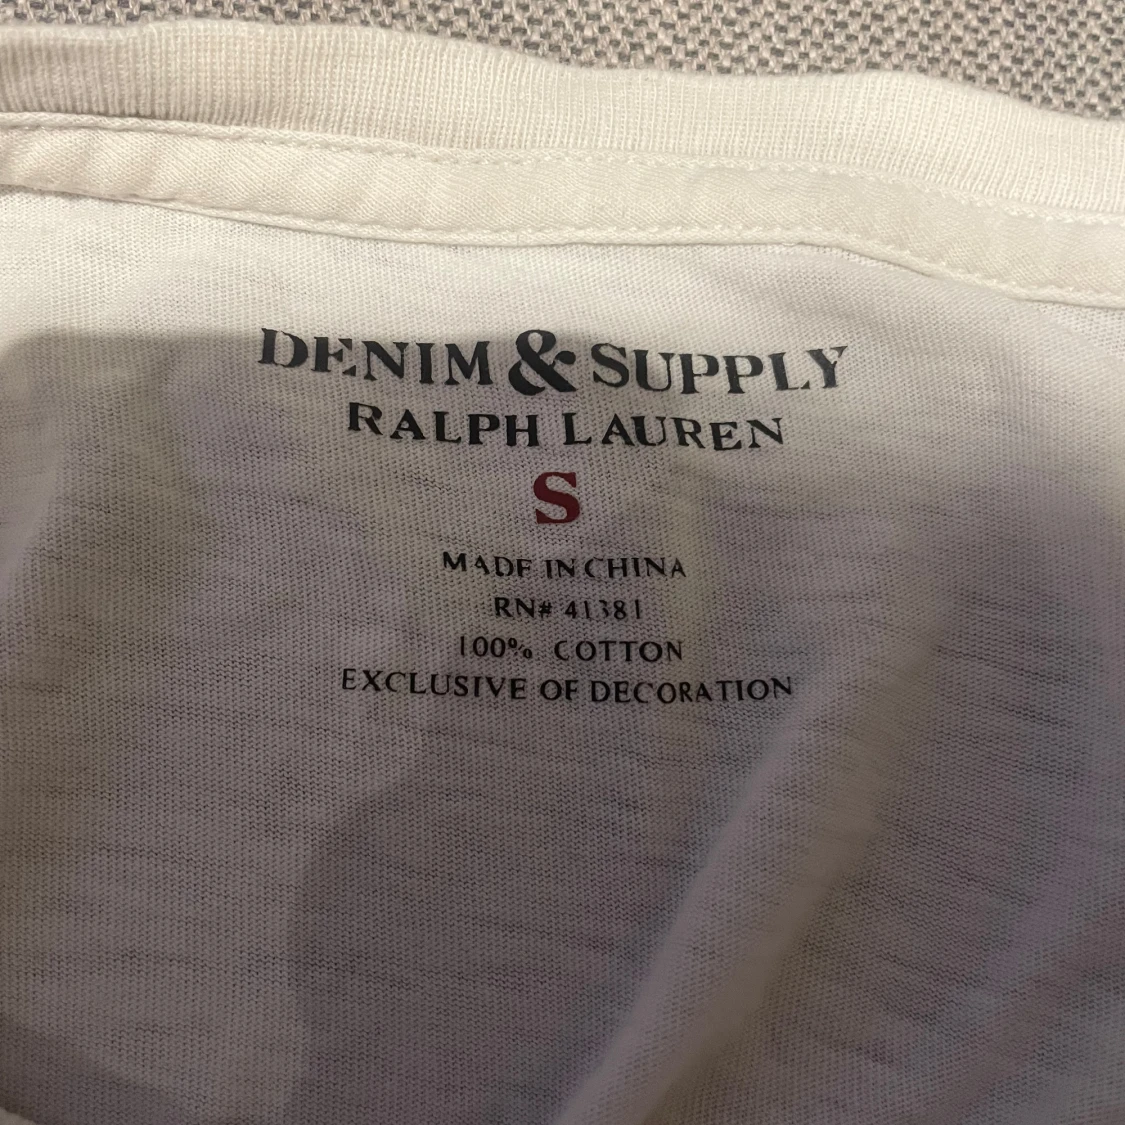 DENIM & SUPPLY
RALPH LAUREN
S
MADE IN CHINA
RN# 41381
100% COTTON
EXCLUSIVE OF DECORATION